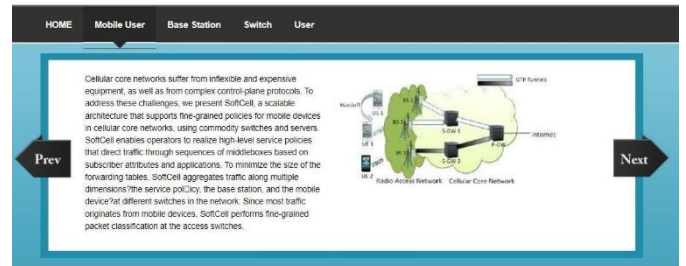 HOME Mobile User Base Station Switch User
Cellular core networks suffer from inflexible and expensive
equipment, as well as from complex control-plane protocols. To
address these challenges, we present SoftCell, a scalable
architecture that supports fine-grained policies for mobile devices
in cellular core networks, using commodity switches and servers.
SoftCell enables operators to realize high-level service policies
that direct traffic through sequences of middleboxes based on
subscriber attributes and applications. To minimize the size of the
forwarding tables, SoftCell aggregates traffic along multiple
dimensions?the service pol□icy, the base station, and the mobile
device?at different switches in the network. Since most traffic
originates from mobile devices, SoftCell performs fine-grained
packet classification at the access switches.
Prev
Next
GTP Tunnels
Handoff
UE 1
UE 2
S-GW 1
S-GW 2
P-GW
Internet
Radio Access Network Cellular Core Network